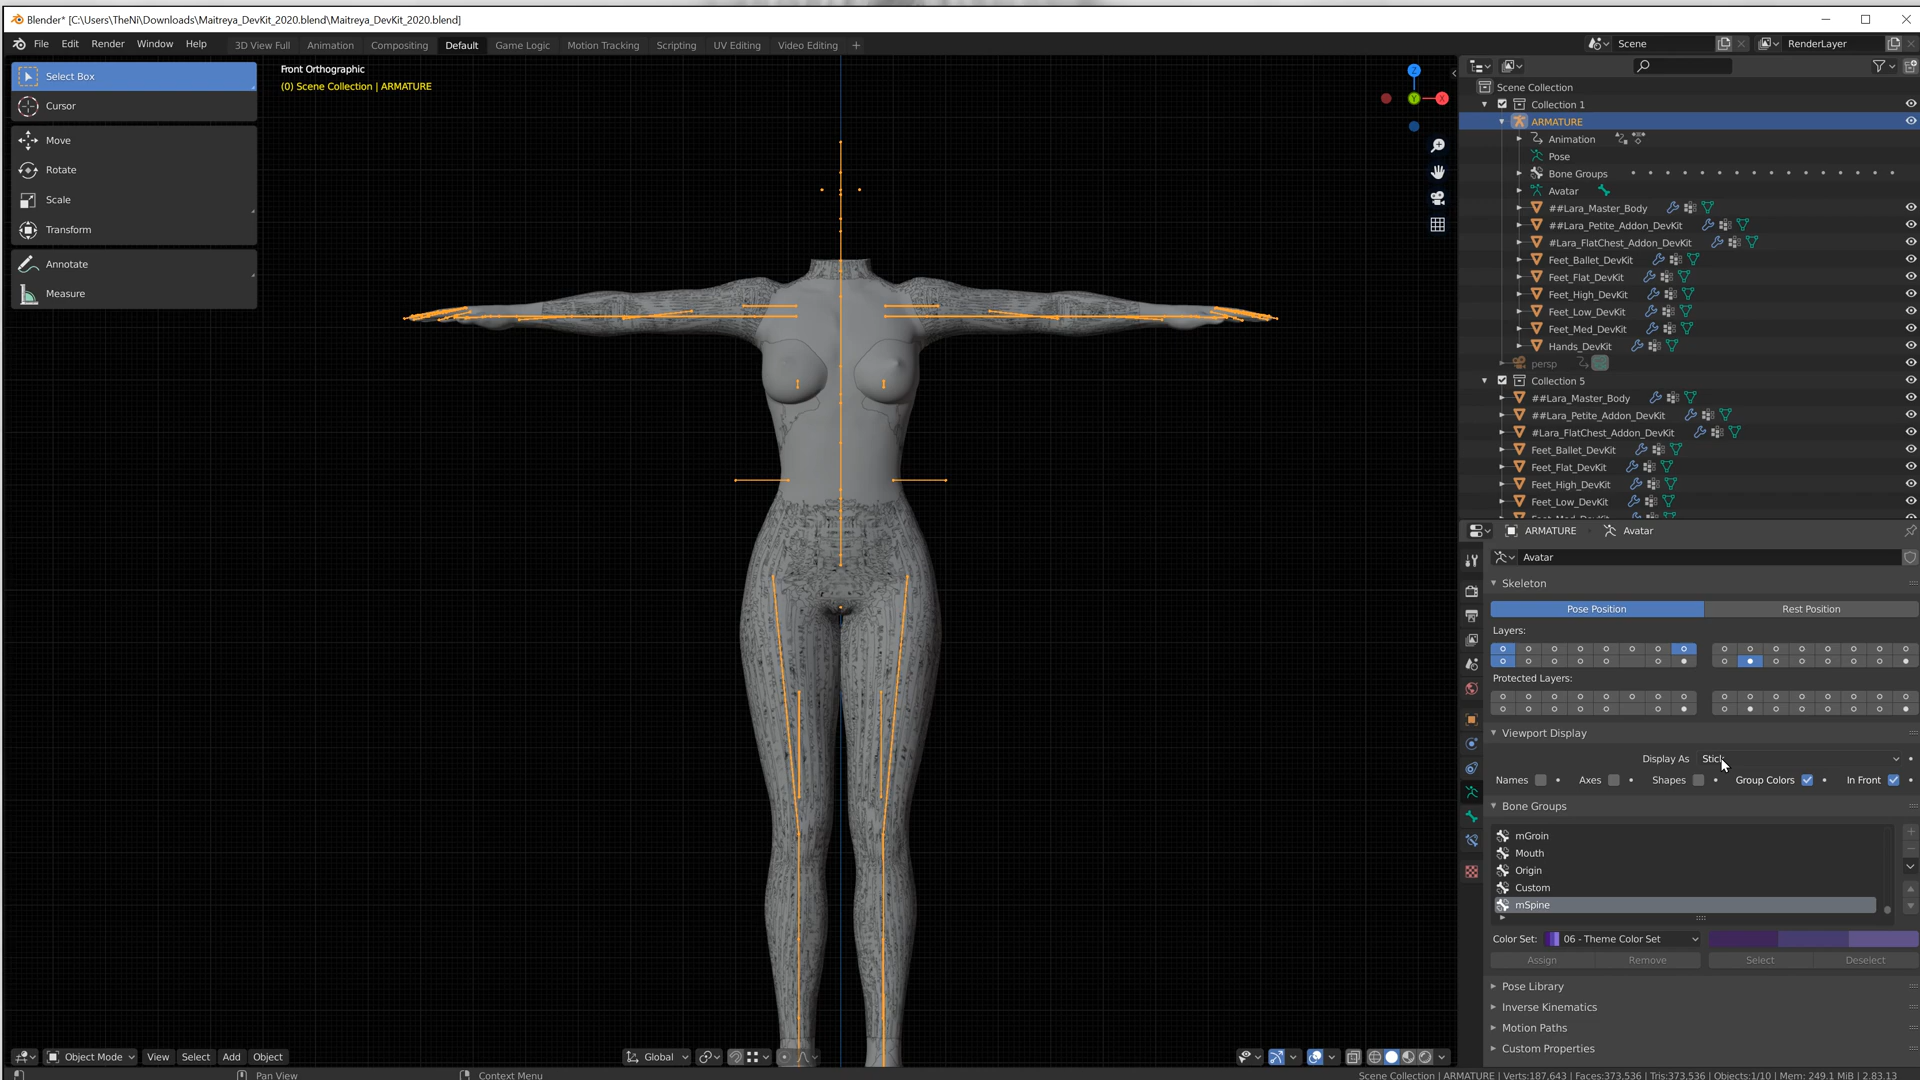 Blender* [C:\Users\TheNi\Downloads\Maitreya_DevKit_2020.blend\Maitreya_DevKit_2020.blend]
File Edit Render Window Help 3D View Full Animation Compositing Default Game Logic Motion Tracking Scripting UV Editing Video Editing + Scene RenderLayer
Select Box
Cursor
Move
Rotate
Scale
Transform
Annotate
Measure
Front Orthographic
(0) Scene Collection | ARMATURE
Z
Y
X
Scene Collection
Collection 1
ARMATURE
Animation
Pose
Bone Groups
Avatar
##Lara_Master_Body
##Lara_Petite_Addon_DevKit
#Lara_FlatChest_Addon_DevKit
Feet_Ballet_DevKit
Feet_Flat_DevKit
Feet_High_DevKit
Feet_Low_DevKit
Feet_Med_DevKit
Hands_DevKit
persp
Collection 5
##Lara_Master_Body
##Lara_Petite_Addon_DevKit
#Lara_FlatChest_Addon_DevKit
Feet_Ballet_DevKit
Feet_Flat_DevKit
Feet_High_DevKit
Feet_Low_DevKit
Feet_Med_DevKit
ARMATURE Avatar
Avatar
Skeleton
Pose Position Rest Position
Layers:
Protected Layers:
Viewport Display
Display As Stick
Names Axes Shapes Group Colors In Front
Bone Groups
mGroin
Mouth
Origin
Custom
mSpine
Color Set: 06 - Theme Color Set
Assign Remove Select Deselect
Pose Library
Inverse Kinematics
Motion Paths
Custom Properties
Object Mode View Select Add Object Global
Pan View Context Menu Scene Collection | ARMATURE | Verts:187,643 | Faces:373,536 | Tris:373,536 | Objects:1/10 | Mem: 249.1 MiB | 2.83.13